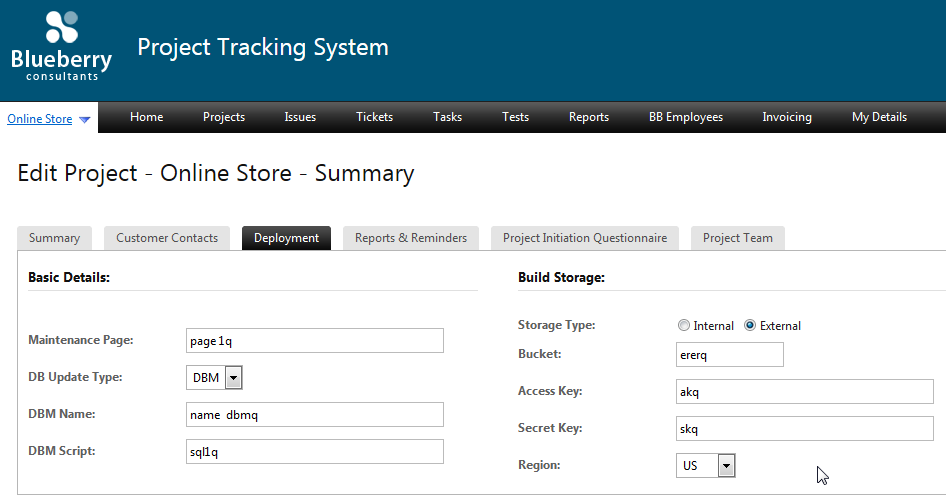 Blueberry
consultants
Project Tracking System
Online Store Home Projects Issues Tickets Tasks Tests Reports BB Employees Invoicing My Details
Edit Project - Online Store - Summary
Summary Customer Contacts Deployment Reports & Reminders Project Initiation Questionnaire Project Team
Basic Details:
Maintenance Page: page1q
DB Update Type: DBM
DBM Name: name dbmq
DBM Script: sql1q
Build Storage:
Storage Type: Internal External
Bucket: ererq
Access Key: akq
Secret Key: skq
Region: US